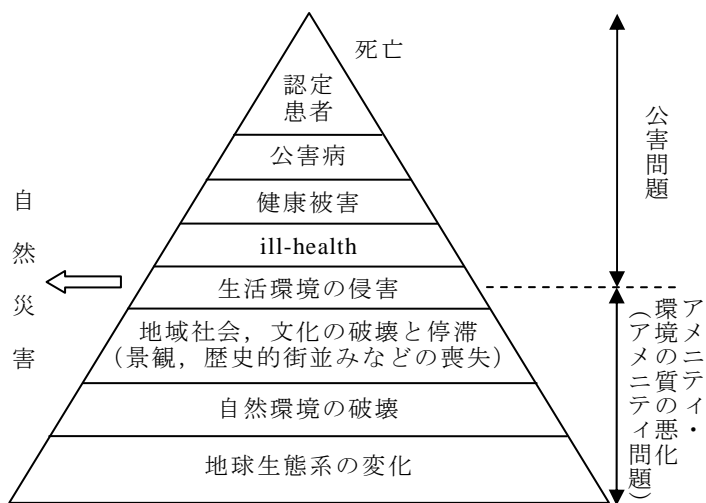 死亡
認定
患者
公害病
健康被害
ill-health
生活環境の侵害
地域社会，文化の破壊と停滞
（景観，歴史的街並みなどの喪失）
自然環境の破壊
地球生態系の変化
自然災害
公害問題
アメニティ・
環境の質の悪化
（アメニティ問題）